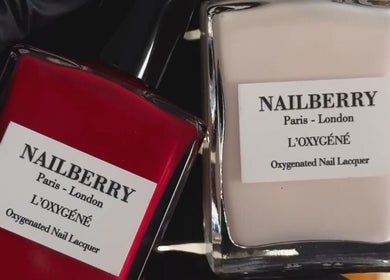 NAILBERRY
Paris - London
L'OXYGÉNÉ
Oxygenated Nail Lacquer
NAILBERRY
Paris - London
L'OXYGÉNÉ
Oxygenated Nail Lacquer